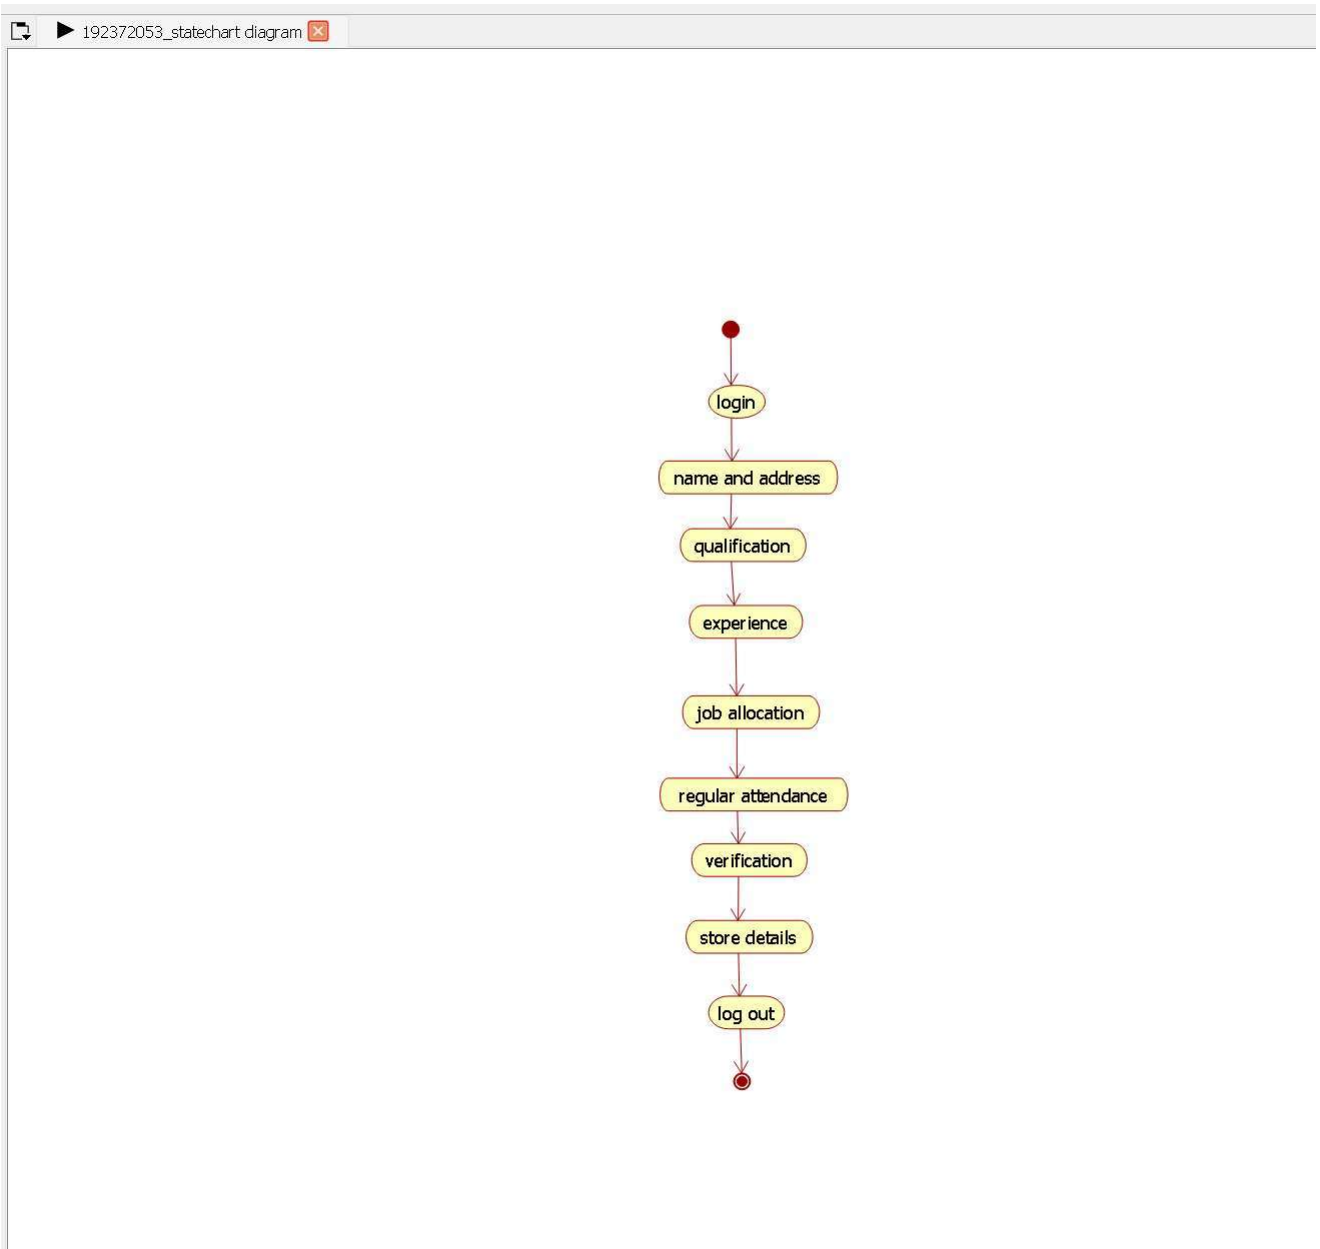 192372053_statechart diagram
login
name and address
qualification
experience
job allocation
regular attendance
verification
store details
log out